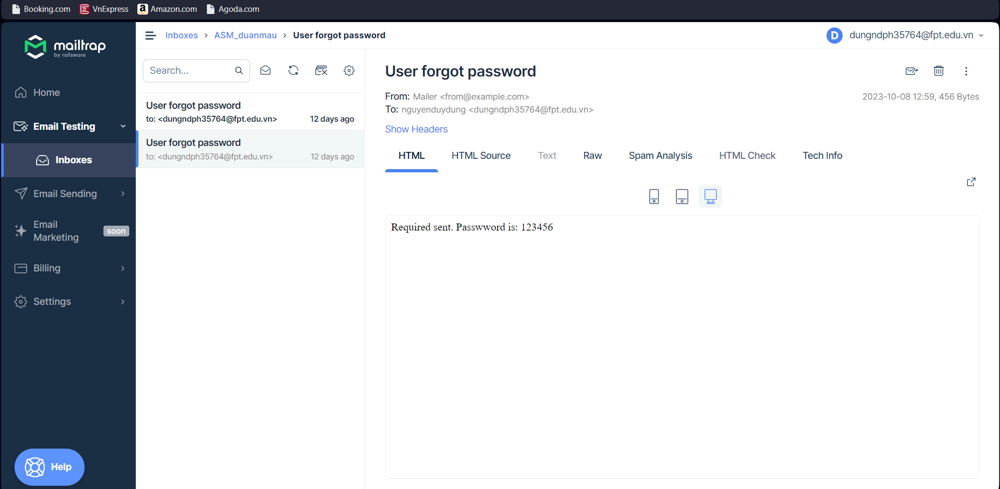 Booking.com VnExpress Amazon.com Agoda.com
mailtrap
by railsware
Home
Email Testing
Inboxes
Email Sending
Email
Marketing
soon
Billing
Settings
Help
Inboxes › ASM_duanmau › User forgot password
D dungndph35764@fpt.edu.vn
Search...
User forgot password
to: <dungndph35764@fpt.edu.vn> 12 days ago
User forgot password
to: <dungndph35764@fpt.edu.vn> 12 days ago
User forgot password
From: Mailer <from@example.com> 2023-10-08 12:59, 456 Bytes
To: nguyenduydung <dungndph35764@fpt.edu.vn>
Show Headers
HTML HTML Source Text Raw Spam Analysis HTML Check Tech Info
Required sent. Passwword is: 123456